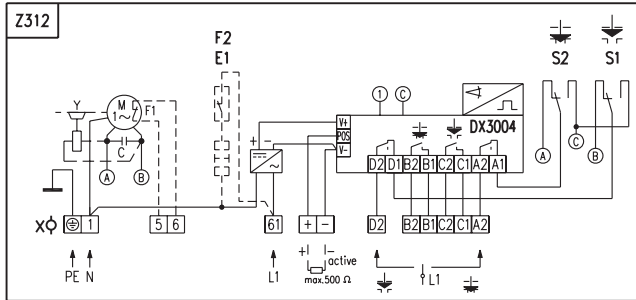 Z312
F2
E1
S2 S1
Y
M
1~
F1
C
A B
1 C
V+
POS
V-
DX3004
D2 D1 B2 B1 C2 C1 A2 A1
A C B
+ -
X 1 5 6 61 + - D2 B2 B1 C2 C1 A2
PE N L1
+ - active
max.500 Ω
L1